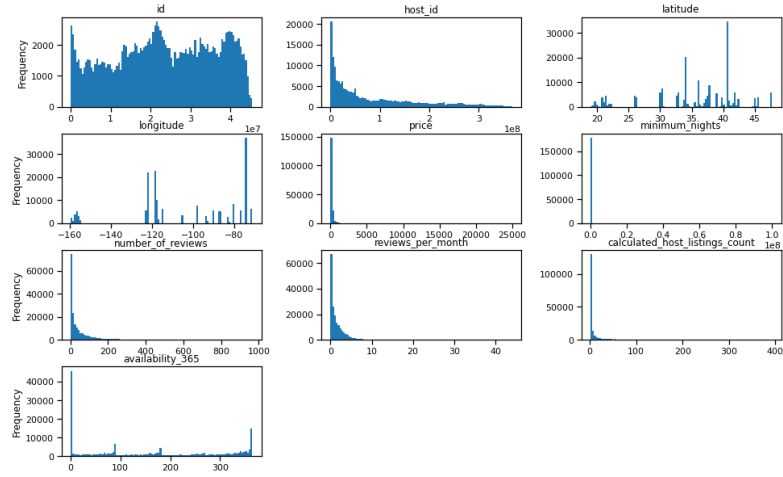 id host_id latitude
Frequency 2000 1000 0
20000 15000 10000 5000 0
30000 20000 10000 0
0 1 2 3 4 1e7
0 1 2 3 1e8
20 25 30 35 40 45
longitude price minimum_nights
Frequency 30000 20000 10000 0
150000 100000 50000 0
150000 100000 50000 0
−160 −140 −120 −100 −80
0 5000 10000 15000 20000 25000
0.0 0.2 0.4 0.6 0.8 1.0 1e8
number_of_reviews reviews_per_month calculated_host_listings_count
Frequency 60000 40000 20000 0
60000 40000 20000 0
100000 50000 0
0 200 400 600 800 1000
0 10 20 30 40
0 100 200 300 400
availability_365
Frequency 40000 30000 20000 10000 0
0 100 200 300